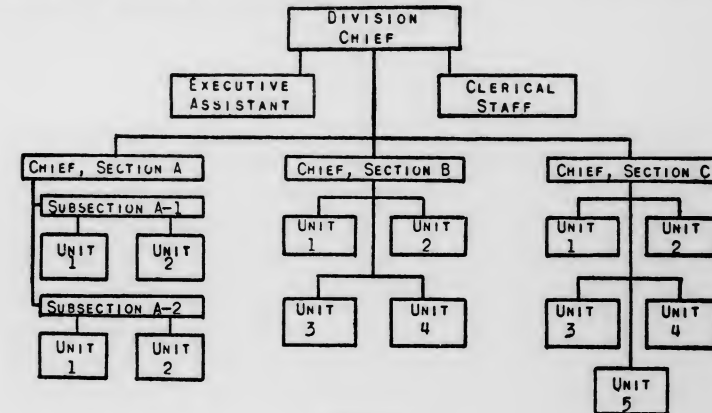 DIVISION
CHIEF
EXECUTIVE
ASSISTANT
CLERICAL
STAFF
CHIEF, SECTION A
CHIEF, SECTION B
CHIEF, SECTION C
SUBSECTION A-1
UNIT
1
UNIT
2
SUBSECTION A-2
UNIT
1
UNIT
2
UNIT
1
UNIT
2
UNIT
3
UNIT
4
UNIT
1
UNIT
2
UNIT
3
UNIT
4
UNIT
5